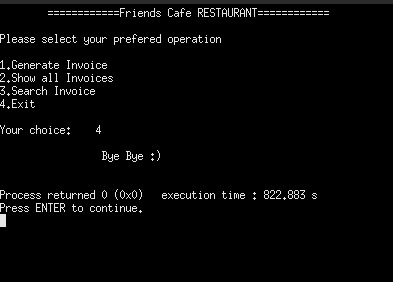 ============Friends Cafe RESTAURANT============
Please select your prefered operation
1.Generate Invoice
2.Show all Invoices
3.Search Invoice
4.Exit
Your choice: 4
Bye Bye :)
Process returned 0 (0x0) execution time : 822.883 s
Press ENTER to continue.